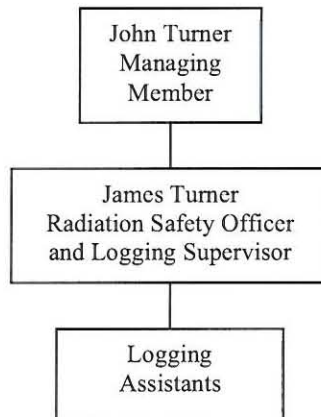 John Turner
Managing
Member
James Turner
Radiation Safety Officer
and Logging Supervisor
Logging
Assistants